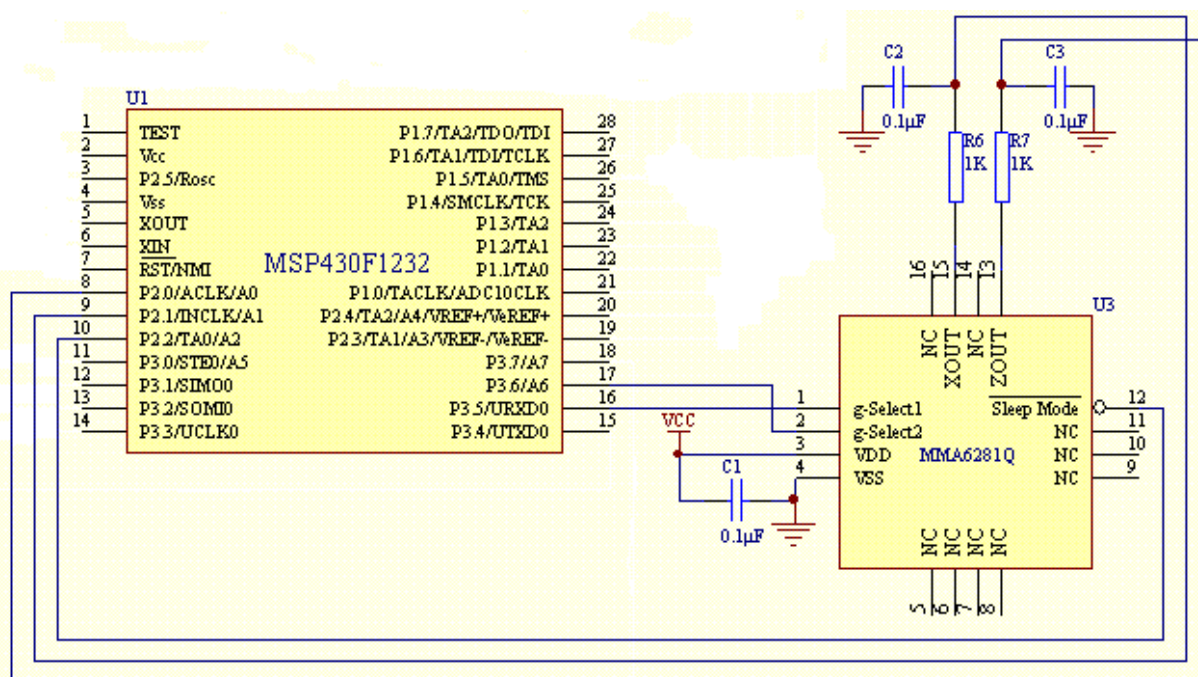 U1
MSP430F1232
1 TEST
2 Vcc
3 P2.5/Rosc
4 Vss
5 XOUT
6 XIN
7 RST/NMI
8 P2.0/ACLK/A0
9 P2.1/INCLK/A1
10 P2.2/TA0/A2
11 P3.0/STE0/A5
12 P3.1/SIMO0
13 P3.2/SOMI0
14 P3.3/UCLK0
P1.7/TA2/TDO/TDI 28
P1.6/TA1/TDI/TCLK 27
P1.5/TA0/TMS 26
P1.4/SMCLK/TCK 25
P1.3/TA2 24
P1.2/TA1 23
P1.1/TA0 22
P1.0/TACLK/ADC10CLK 21
P2.4/TA2/A4/VREF+/VeREF+ 20
P2.3/TA1/A3/VREF-/VeREF- 19
P3.7/A7 18
P3.6/A6 17
P3.5/URXD0 16
P3.4/UTXD0 15
C2
0.1μF
C3
0.1μF
R6
1K
R7
1K
VCC
C1
0.1μF
U3
MMA6281Q
16 NC
15 XOUT
14 NC
13 ZOUT
1 g-Select1
2 g-Select2
3 VDD
4 VSS
Sleep Mode 12
NC 11
NC 10
NC 9
NC 5
NC 6
NC 7
NC 8